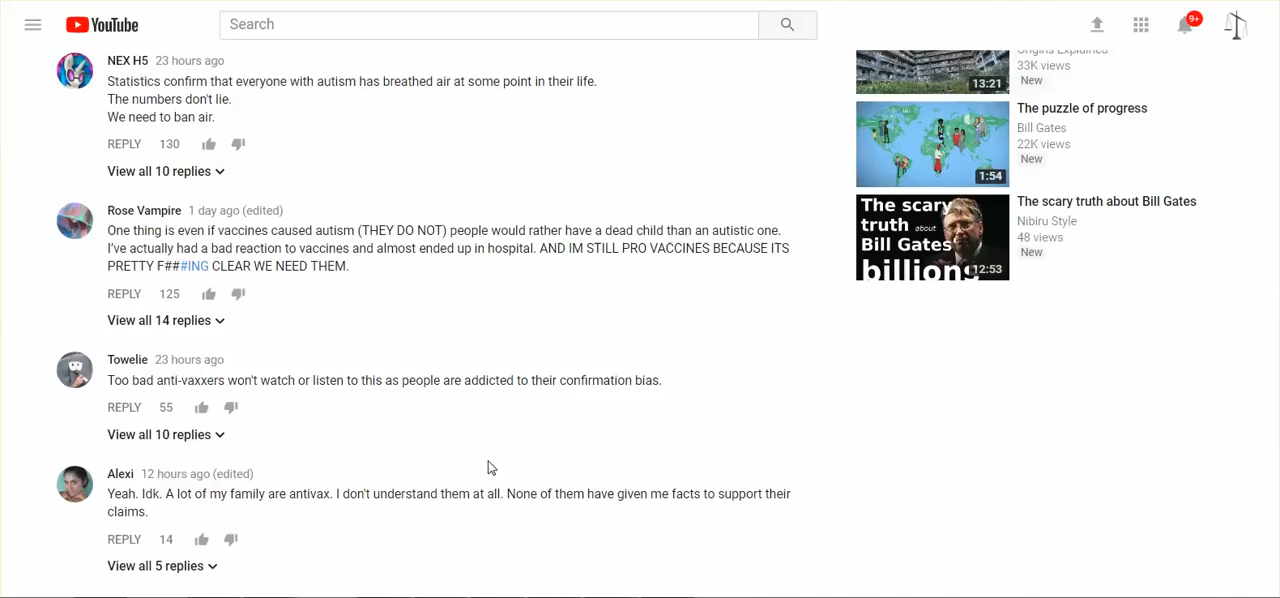 YouTube
Search
9+
NEX H5 23 hours ago
Statistics confirm that everyone with autism has breathed air at some point in their life.
The numbers don't lie.
We need to ban air.
REPLY 130
View all 10 replies
Rose Vampire 1 day ago (edited)
One thing is even if vaccines caused autism (THEY DO NOT) people would rather have a dead child than an autistic one.
I've actually had a bad reaction to vaccines and almost ended up in hospital. AND IM STILL PRO VACCINES BECAUSE ITS
PRETTY F###ING CLEAR WE NEED THEM.
REPLY 125
View all 14 replies
Towelie 23 hours ago
Too bad anti-vaxxers won't watch or listen to this as people are addicted to their confirmation bias.
REPLY 55
View all 10 replies
Alexi 12 hours ago (edited)
Yeah. Idk. A lot of my family are antivax. I don't understand them at all. None of them have given me facts to support their
claims.
REPLY 14
View all 5 replies
Origins Explained
33K views
New
13:21
The puzzle of progress
Bill Gates
22K views
New
1:54
The scary truth about Bill Gates
Nibiru Style
48 views
New
The scary
truth about
Bill Gates
billions
12:53